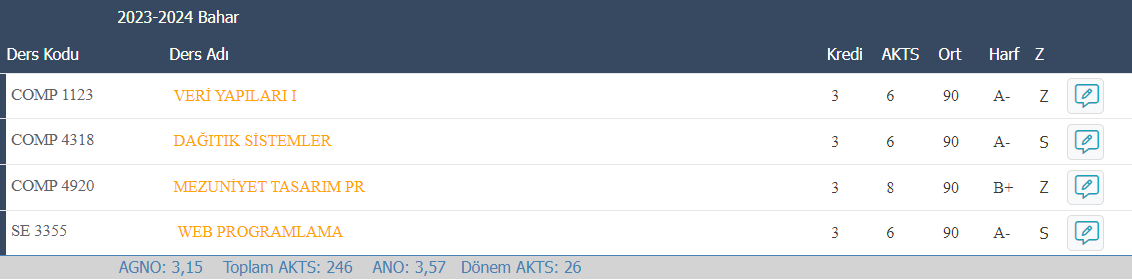 2023-2024 Bahar
Ders Kodu Ders Adı Kredi AKTS Ort Harf Z
COMP 1123 VERİ YAPILARI I 3 6 90 A- Z
COMP 4318 DAĞITIK SİSTEMLER 3 6 90 A- S
COMP 4920 MEZUNİYET TASARIM PR 3 8 90 B+ Z
SE 3355 WEB PROGRAMLAMA 3 6 90 A- S
AGNO: 3,15 Toplam AKTS: 246 ANO: 3,57 Dönem AKTS: 26